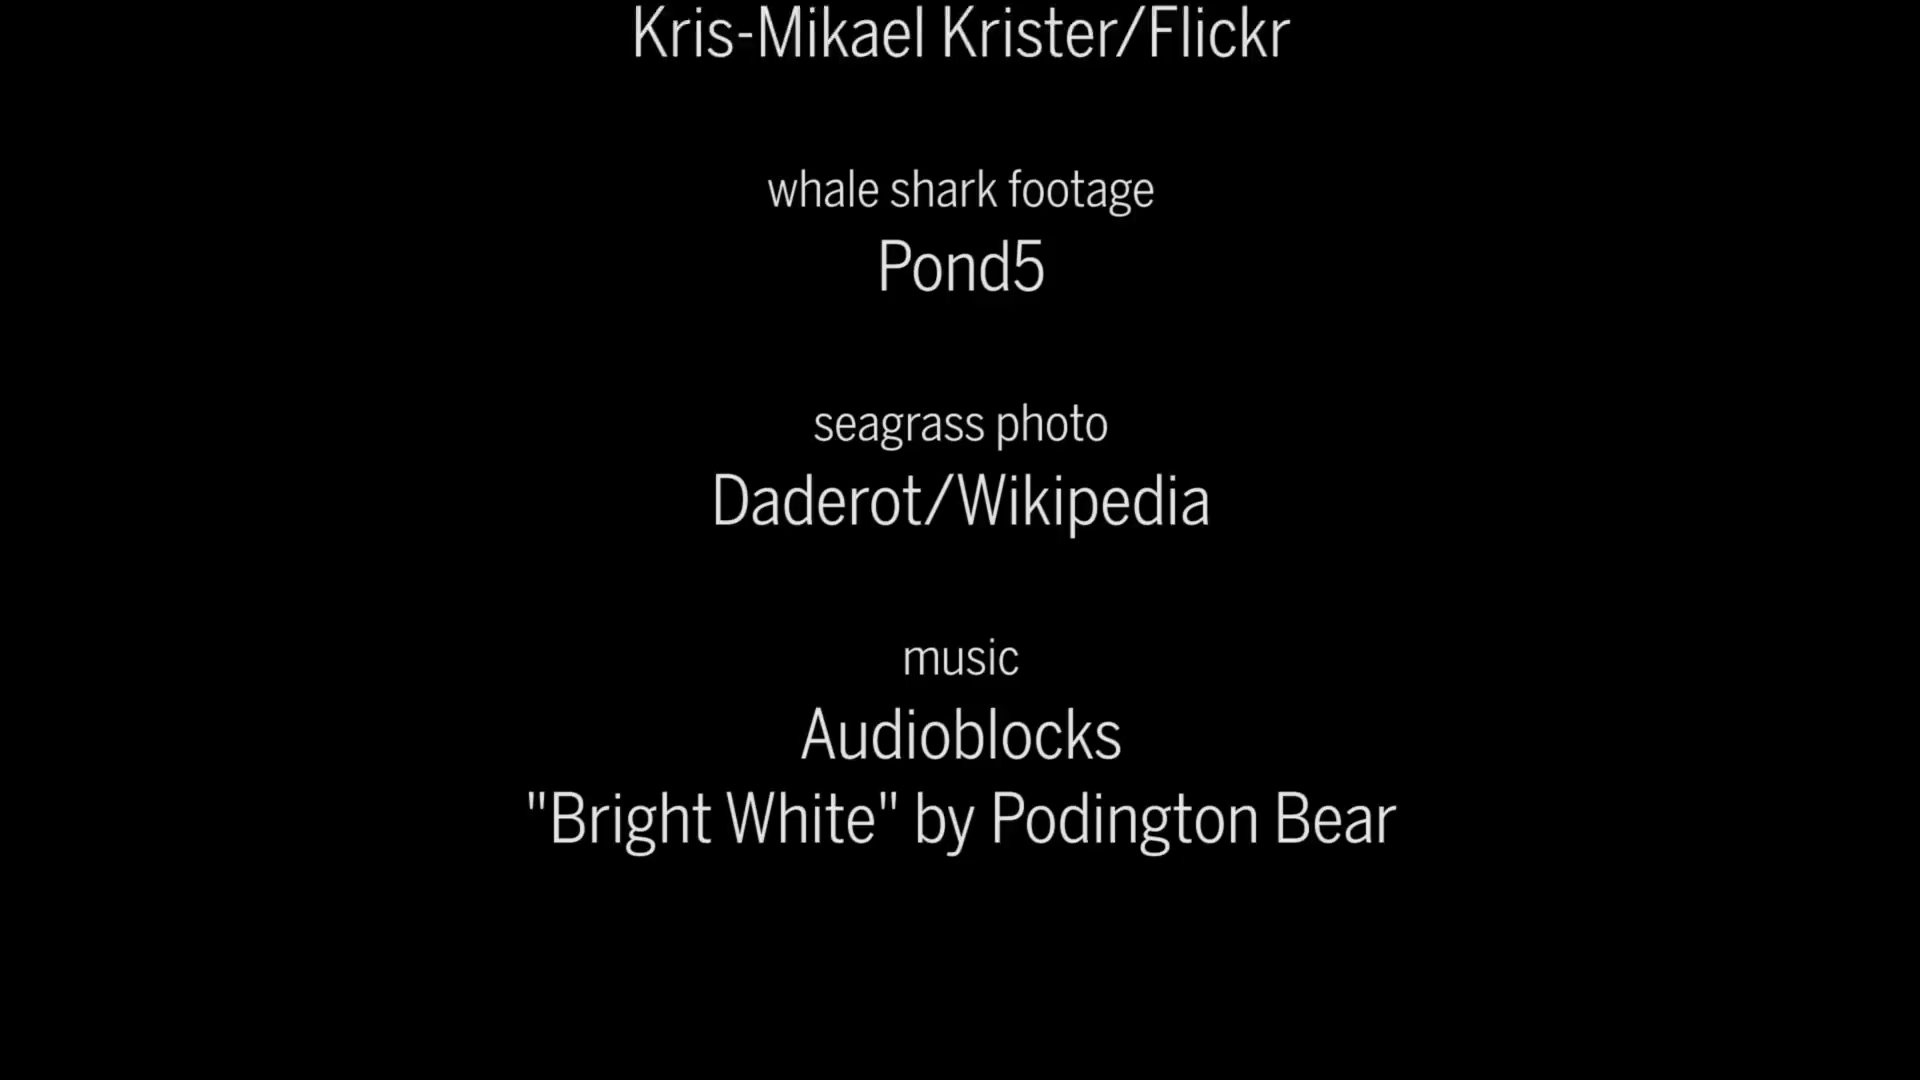 Kris-Mikael Krister/Flickr
whale shark footage
Pond5
seagrass photo
Daderot/Wikipedia
music
Audioblocks
"Bright White" by Podington Bear